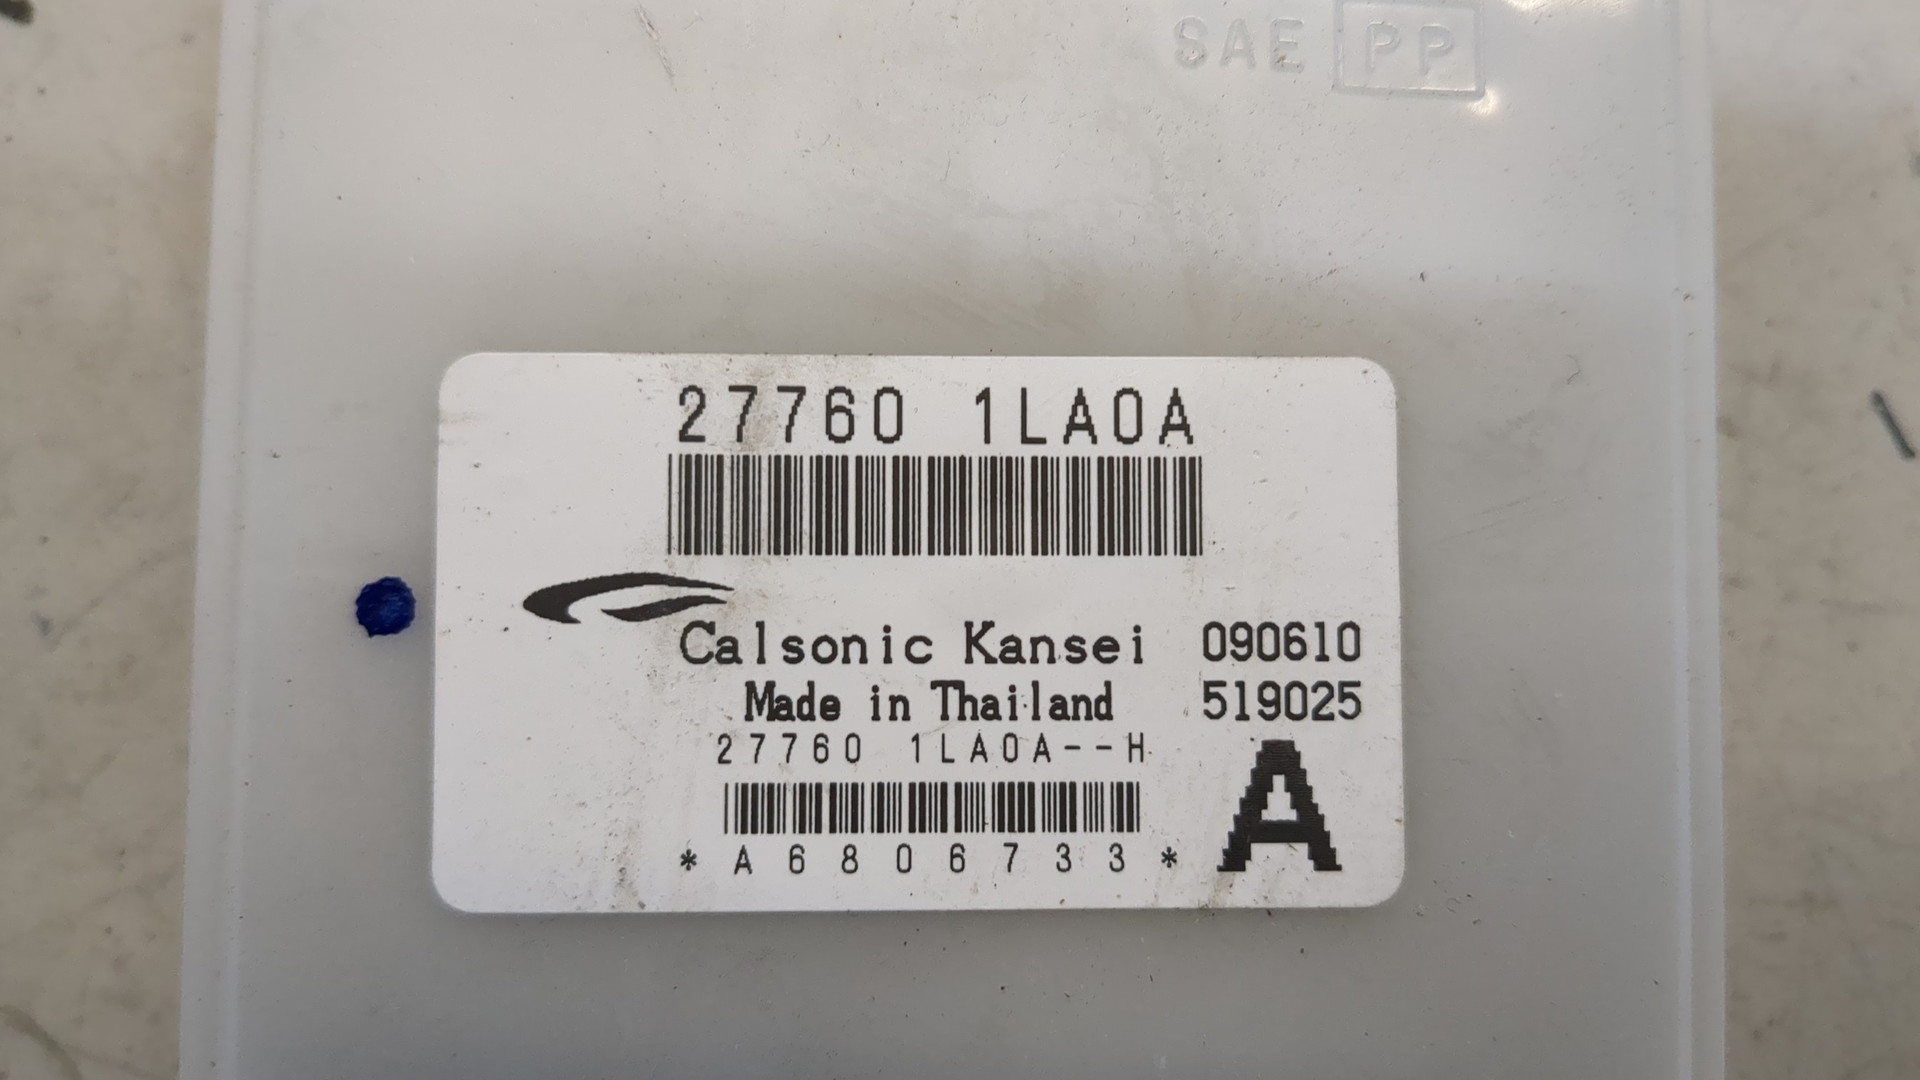 SAE PP
27760 1LA0A
Calsonic Kansei 090610
Made in Thailand 519025
27760 1LA0A--H
*A6806733*
A